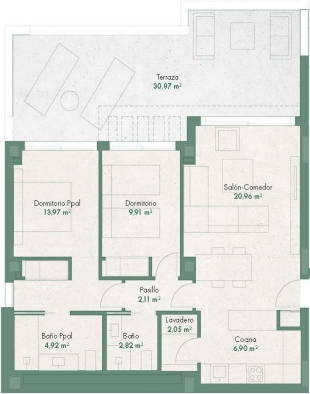 Terraza
30,87 m²
Dormitorio Ppal
13,97 m²
Dormitorio
9,91 m²
Salón-Comedor
20,96 m²
Pasillo
2,11 m²
Lavadero
2,05 m²
Baño Ppal
4,92 m²
Baño
2,82 m²
Cocina
6,90 m²